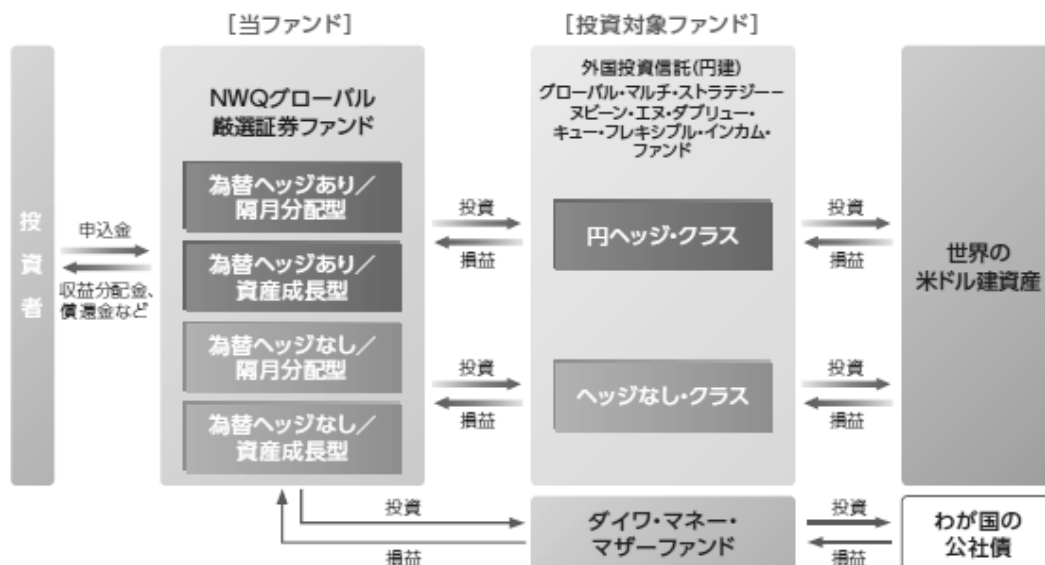 [当ファンド]
[投資対象ファンド]
投
資
者
申込金
収益分配金、
償還金など
NWQグローバル
厳選証券ファンド
為替ヘッジあり／
隔月分配型
為替ヘッジあり／
資産成長型
為替ヘッジなし／
隔月分配型
為替ヘッジなし／
資産成長型
投資
損益
投資
損益
外国投資信託(円建)
グローバル・マルチ・ストラテジー－
ヌビーン・エヌ・ダブリュー・
キュー・フレキシブル・インカム・
ファンド
円ヘッジ・クラス
ヘッジなし・クラス
投資
損益
投資
損益
世界の
米ドル建資産
投資
損益
ダイワ・マネー・
マザーファンド
投資
損益
わが国の
公社債